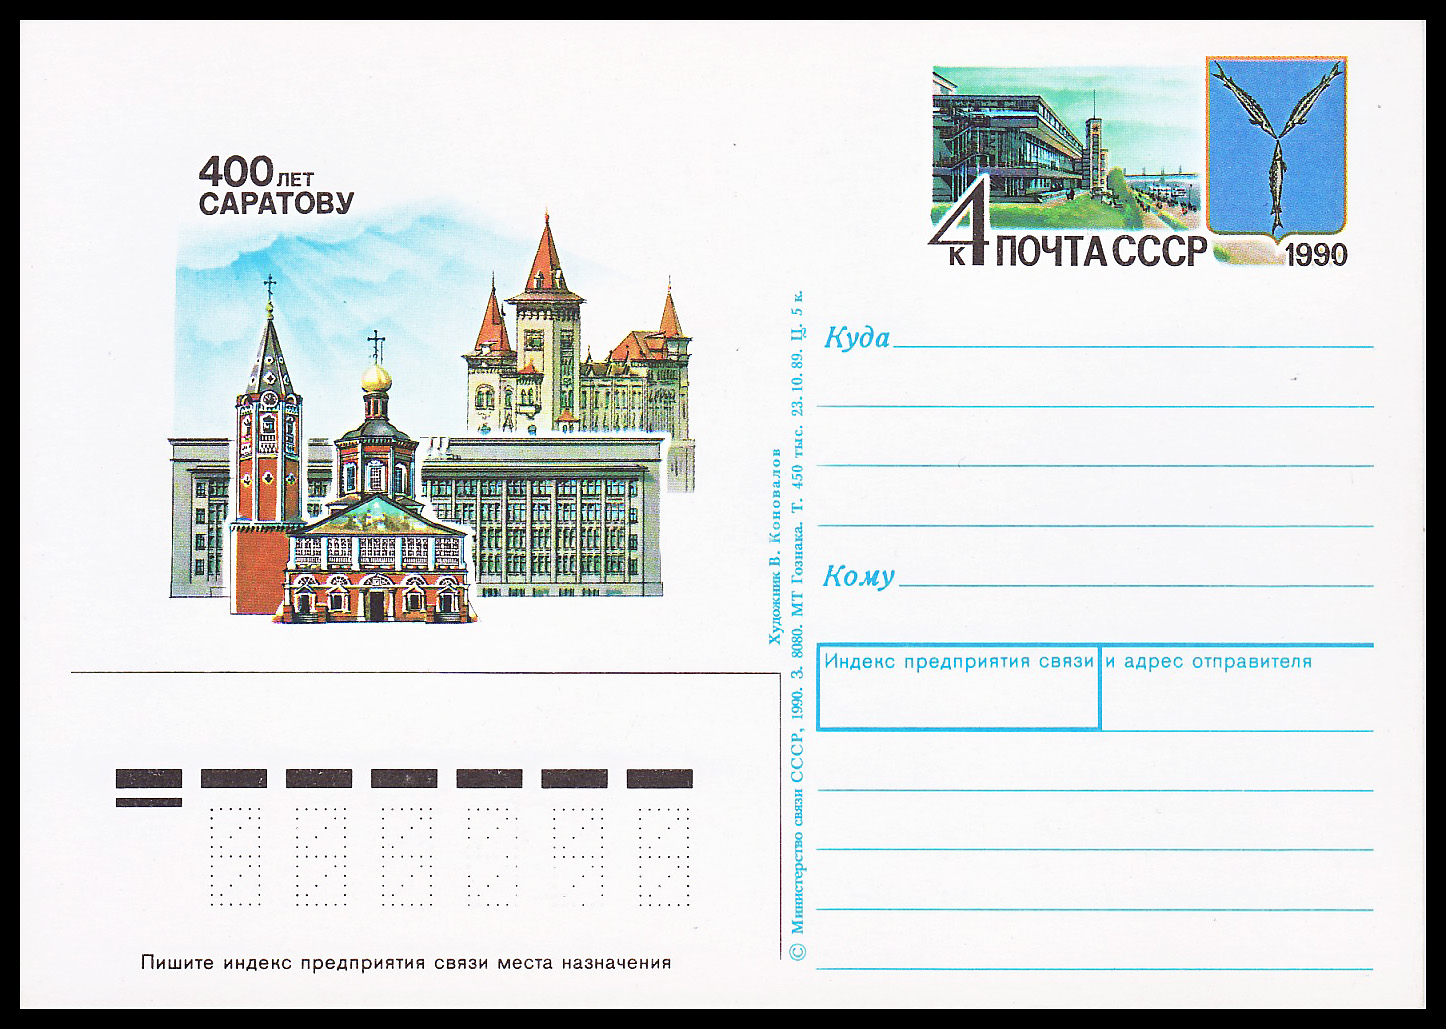 400 ЛЕТ
САРАТОВУ
4 к ПОЧТА СССР 1990
Куда
Кому
Индекс предприятия связи и адрес отправителя
Художник В. Коновалов
© Министерство связи СССР, 1990. З. 8080. МТ Гознака. Т. 450 тыс. 23. 10. 89. Ц. 5 к.
Пишите индекс предприятия связи места назначения